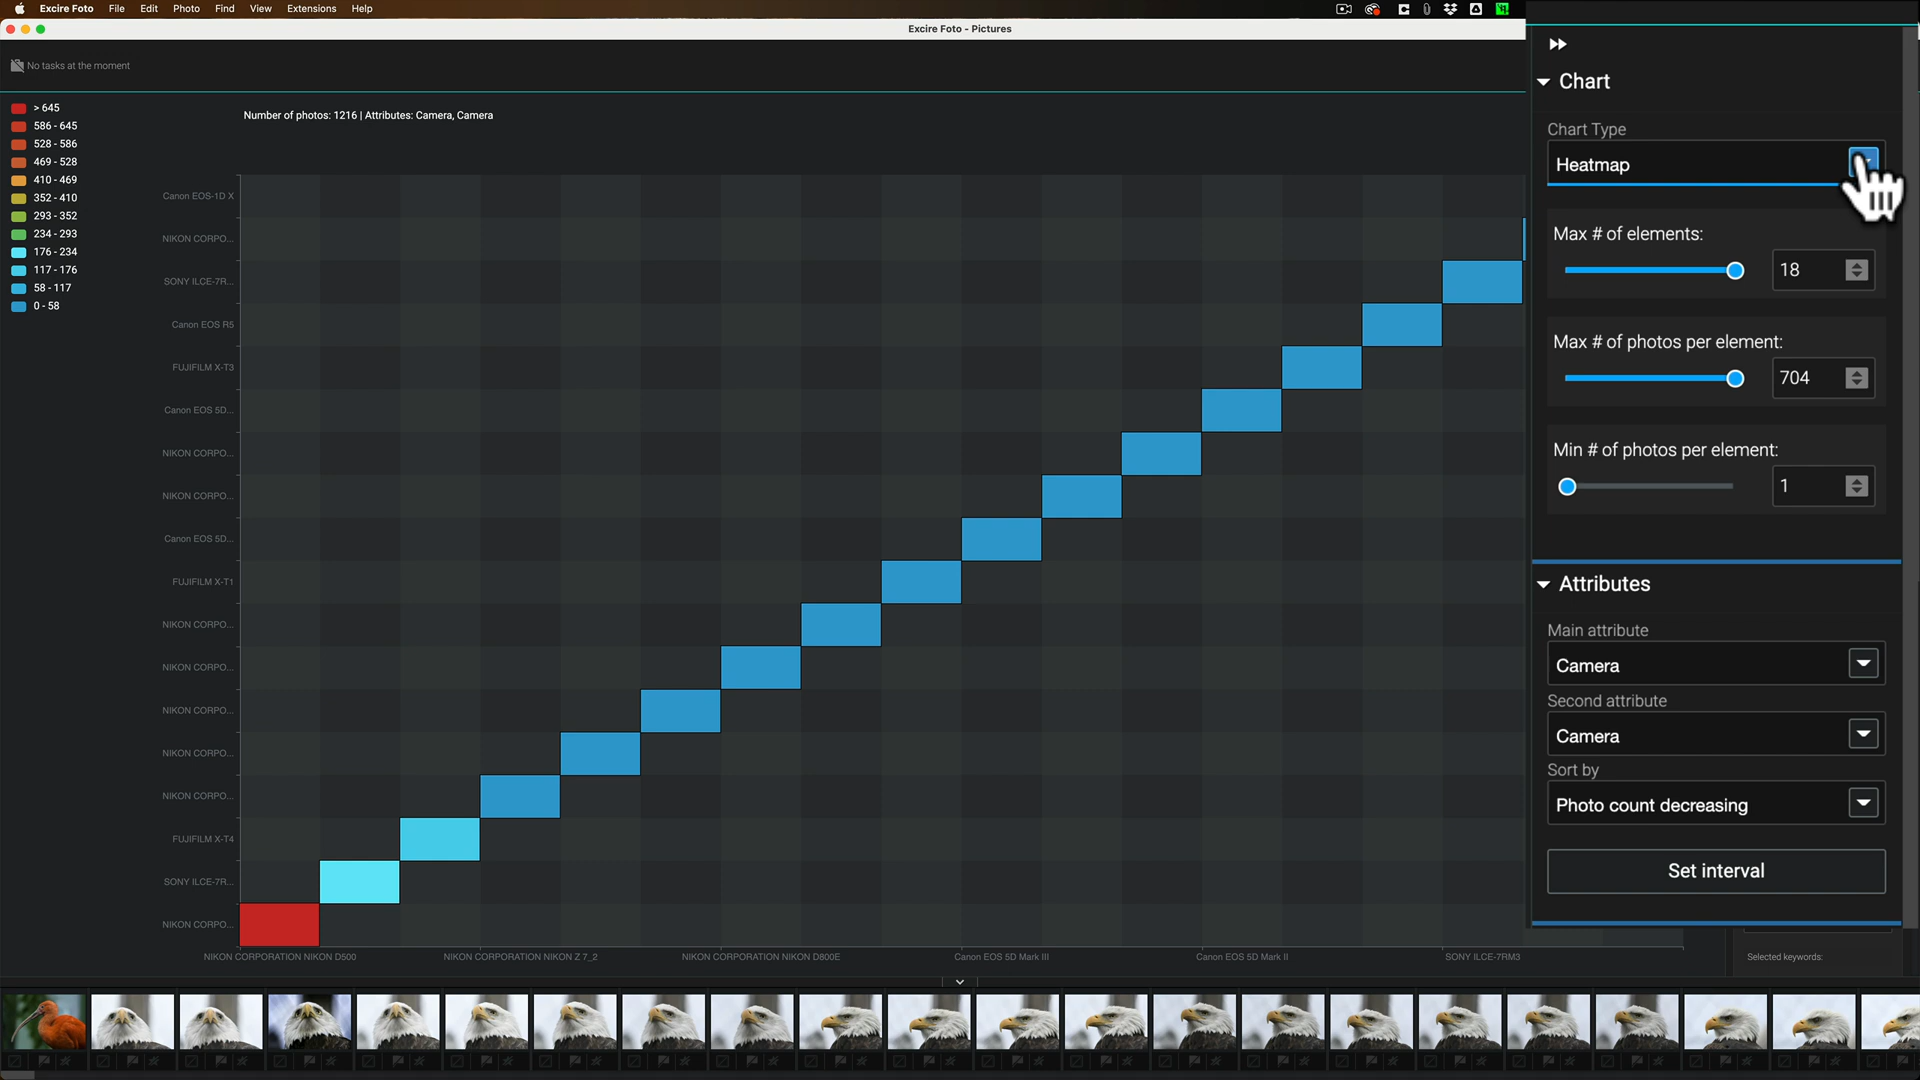 Excire Foto File Edit Photo Find View Extensions Help
Excire Foto - Pictures
No tasks at the moment
> 645
586 - 645
528 - 586
469 - 528
410 - 469
352 - 410
293 - 352
234 - 293
176 - 234
117 - 176
58 - 117
0 - 58
Number of photos: 1216 | Attributes: Camera, Camera
Canon EOS-1D X
NIKON CORPO...
SONY ILCE-7R...
Canon EOS R5
FUJIFILM X-T3
Canon EOS 5D...
NIKON CORPO...
NIKON CORPO...
Canon EOS 5D...
FUJIFILM X-T1
NIKON CORPO...
NIKON CORPO...
NIKON CORPO...
NIKON CORPO...
NIKON CORPO...
FUJIFILM X-T4
SONY ILCE-7R...
NIKON CORPO...
NIKON CORPORATION NIKON D500 NIKON CORPORATION NIKON Z 7_2 NIKON CORPORATION NIKON D800E Canon EOS 5D Mark III Canon EOS 5D Mark II SONY ILCE-7RM3
Chart
Chart Type
Heatmap
Max # of elements:
18
Max # of photos per element:
704
Min # of photos per element:
1
Attributes
Main attribute
Camera
Second attribute
Camera
Sort by
Photo count decreasing
Set interval
Selected keywords: